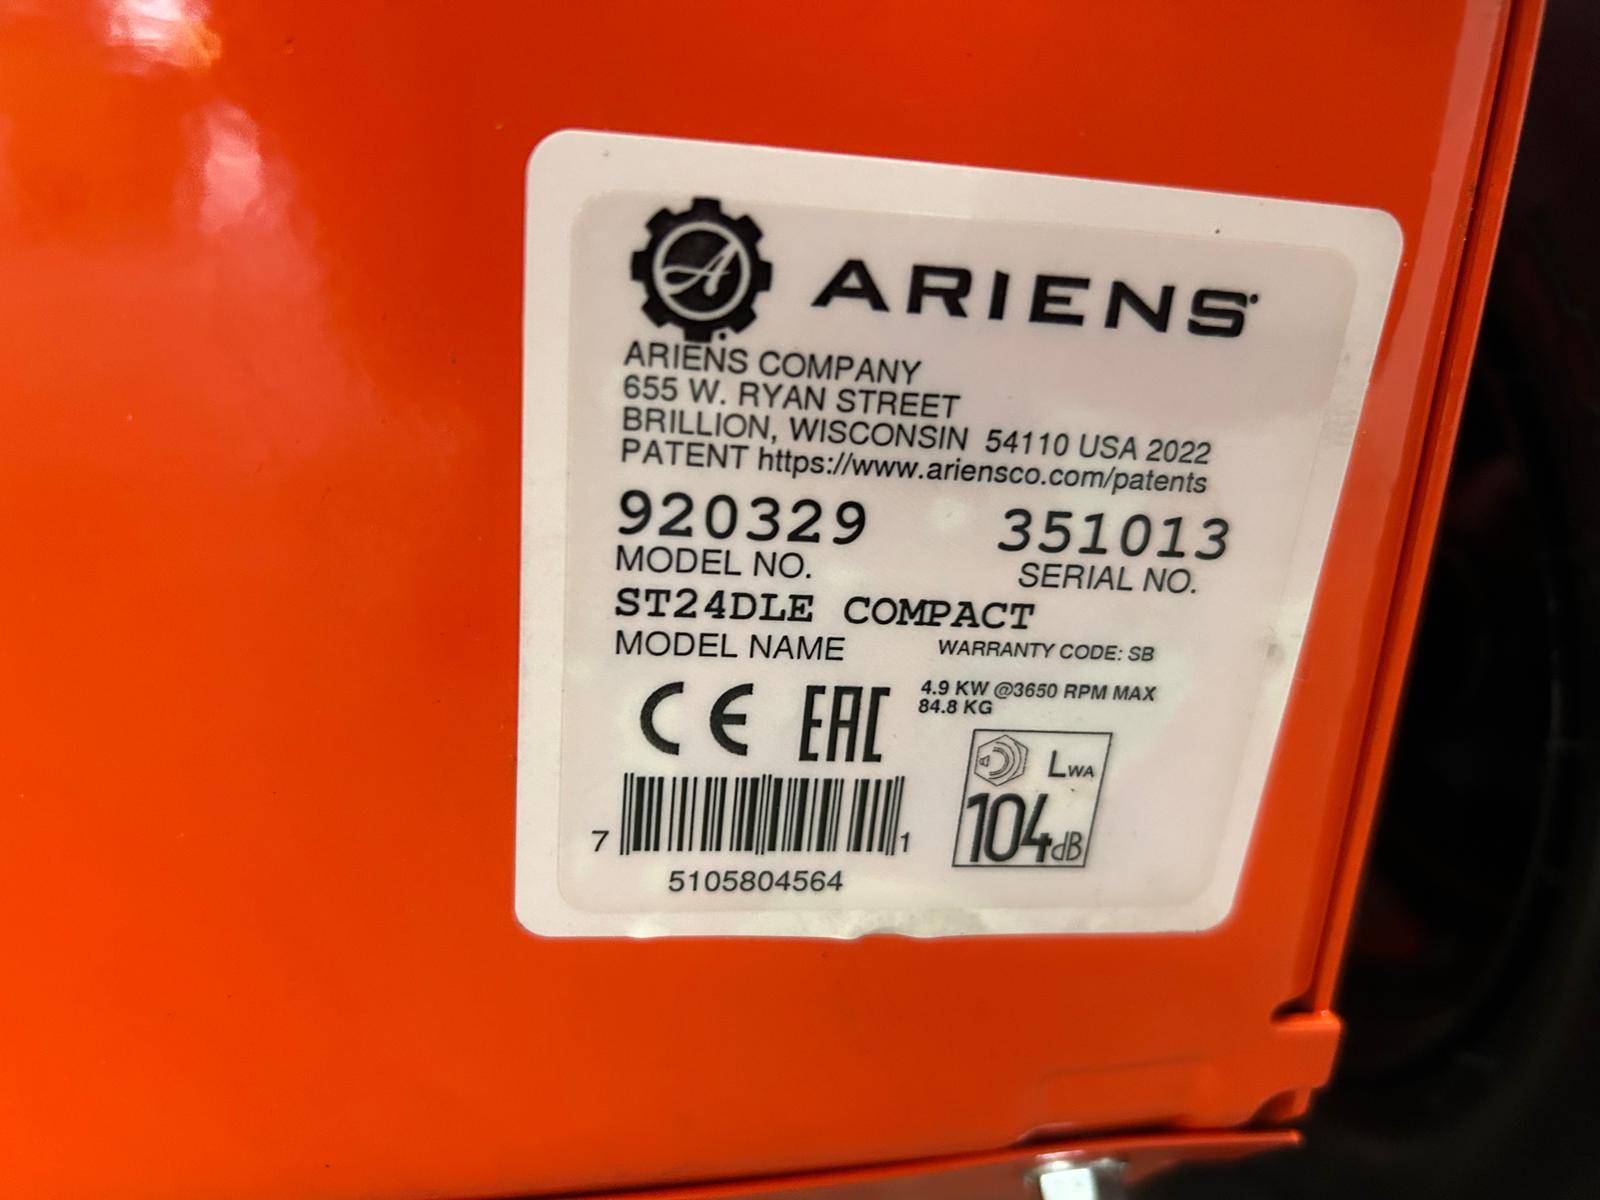 A ARIENS
ARIENS COMPANY
655 W. RYAN STREET
BRILLION, WISCONSIN 54110 USA 2022
PATENT https://www.ariensco.com/patents
920329 351013
MODEL NO. SERIAL NO.
ST24DLE COMPACT
MODEL NAME WARRANTY CODE: SB
CE EAC 4.9 KW @3650 RPM MAX
84.8 KG
LWA
104dB
7 1
5105804564